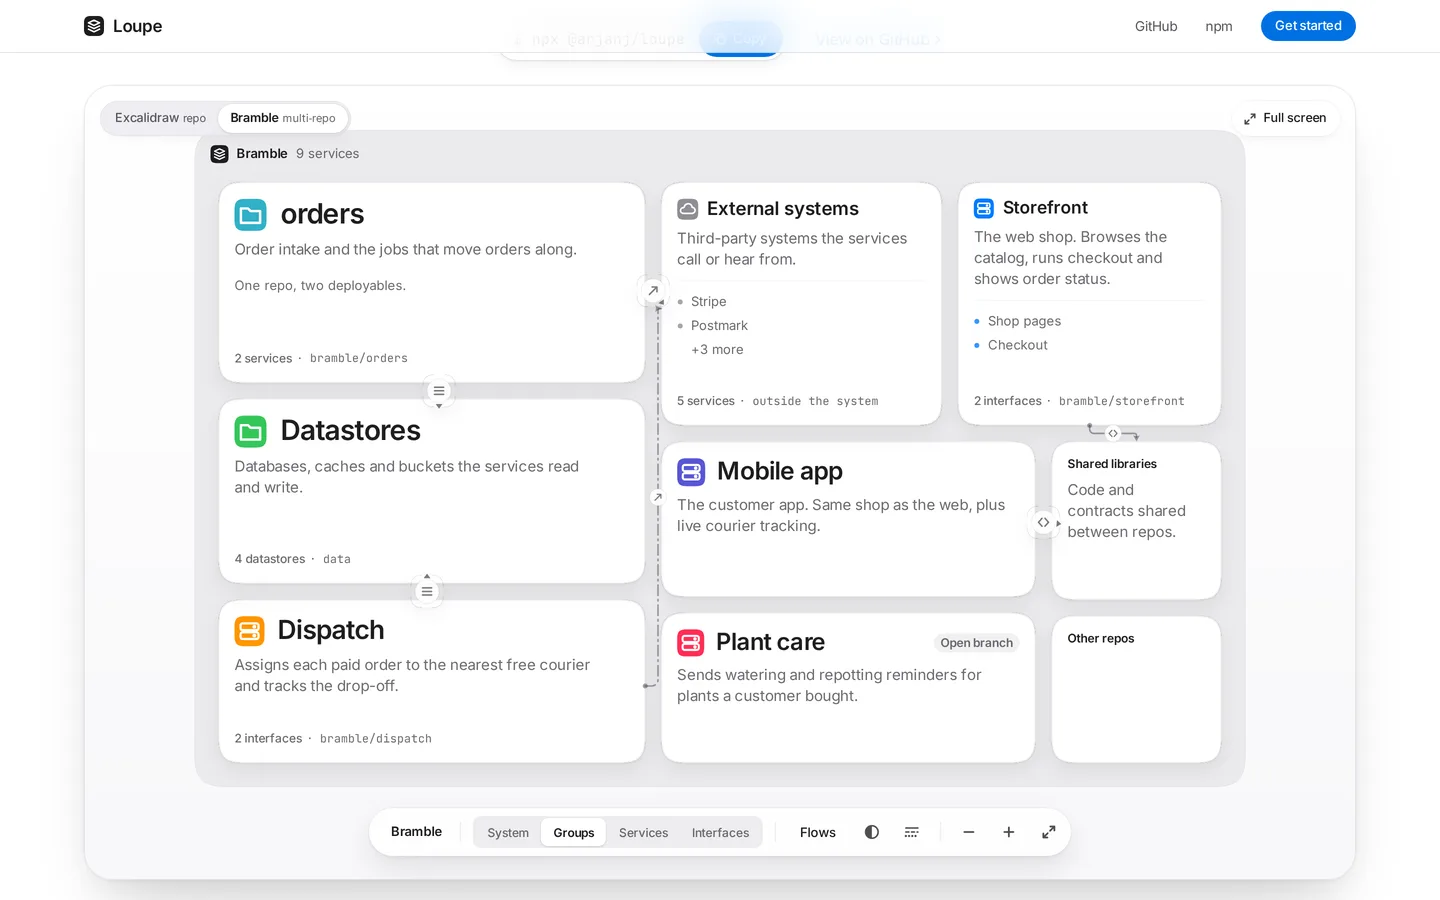 Loupe
GitHub
npm
Get started
npx @arjanj/loupe
Copy
View on GitHub ›
Excalidraw repo
Bramble multi-repo
Full screen
Bramble 9 services
orders
Order intake and the jobs that move orders along.
One repo, two deployables.
2 services · bramble/orders
External systems
Third-party systems the services
call or hear from.
Stripe
Postmark
+3 more
5 services · outside the system
Storefront
The web shop. Browses the
catalog, runs checkout and
shows order status.
Shop pages
Checkout
2 interfaces · bramble/storefront
Datastores
Databases, caches and buckets the services read
and write.
4 datastores · data
Mobile app
The customer app. Same shop as the web, plus
live courier tracking.
Shared libraries
Code and
contracts shared
between repos.
Dispatch
Assigns each paid order to the nearest free courier
and tracks the drop-off.
2 interfaces · bramble/dispatch
Plant care
Open branch
Sends watering and repotting reminders for
plants a customer bought.
Other repos
Bramble
System
Groups
Services
Interfaces
Flows